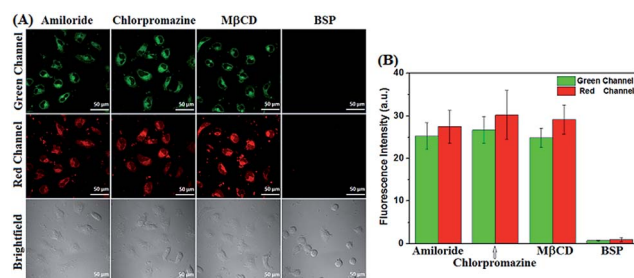 (A)
Amiloride Chlorpromazine MβCD BSP
Green Channel
50 μm 50 μm 50 μm 50 μm
Red Channel
50 μm 50 μm 50 μm 50 μm
Brightfield
50 μm 50 μm 50 μm 50 μm
(B)
Green Channel
Red Channel
Fluorescence Intensity (a.u.)
40
30
20
10
0
Amiloride MβCD BSP
Chlorpromazine